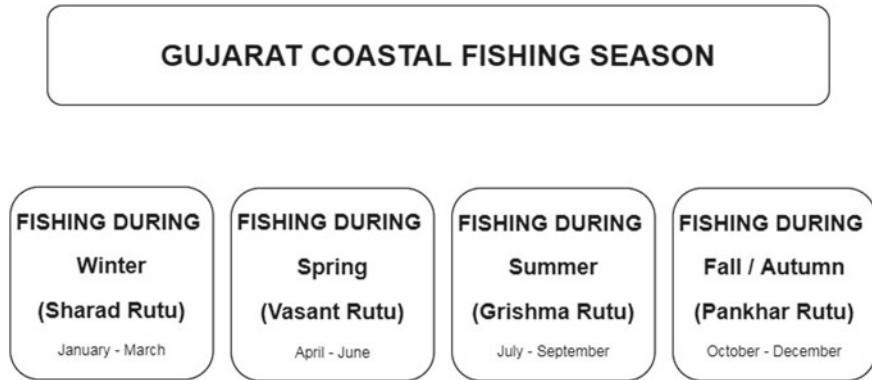 GUJARAT COASTAL FISHING SEASON
FISHING DURING
Winter
(Sharad Rutu)
January - March
FISHING DURING
Spring
(Vasant Rutu)
April - June
FISHING DURING
Summer
(Grishma Rutu)
July - September
FISHING DURING
Fall / Autumn
(Pankhar Rutu)
October - December